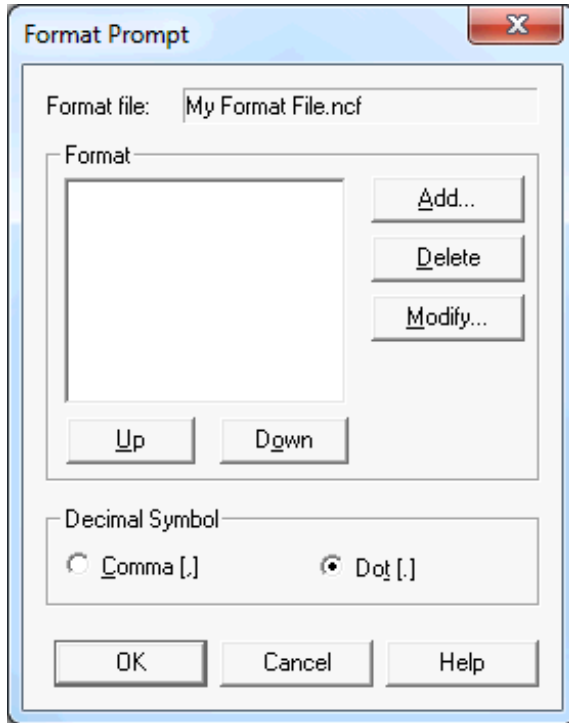 Format Prompt
Format file: My Format File.ncf
Format
Add...
Delete
Modify...
Up Down
Decimal Symbol
Comma [,] Dot [.]
OK Cancel Help